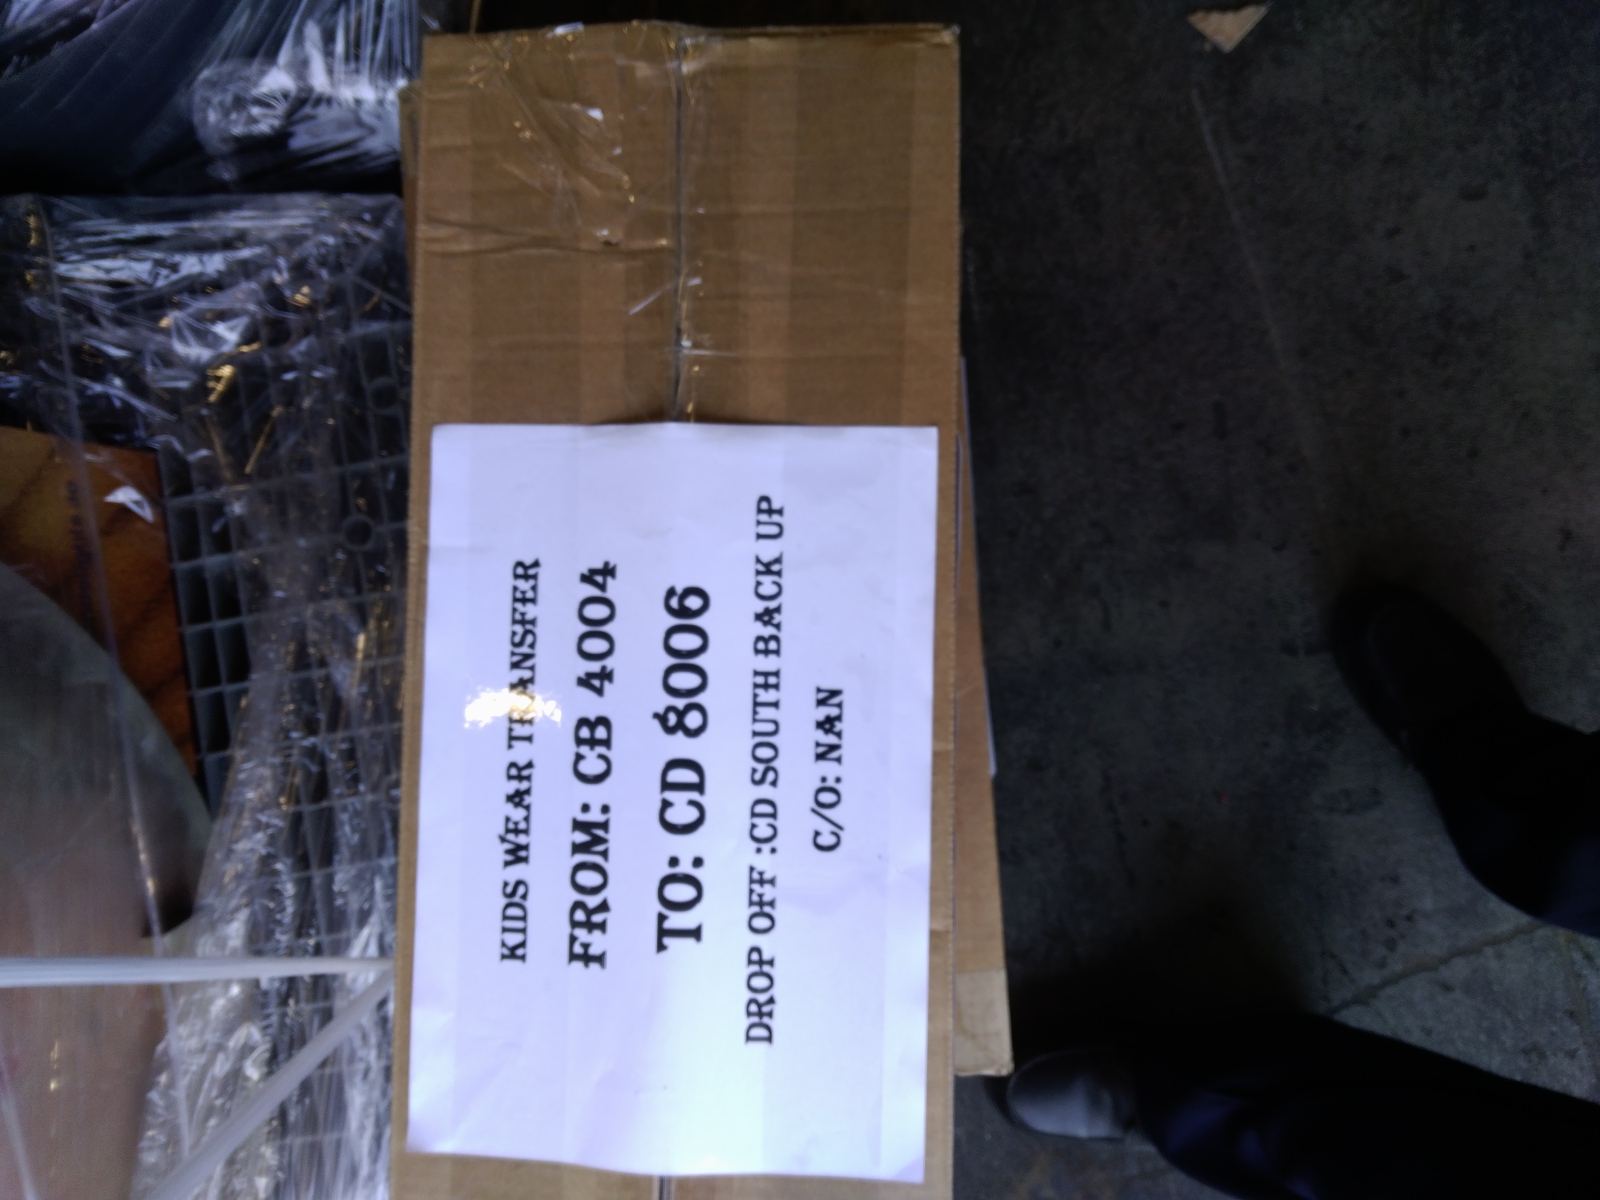 KIDS WEAR TRANSFER
FROM: CB 4004
TO: CD 8006
DROP OFF :CD SOUTH BACK UP
C/O: NAN